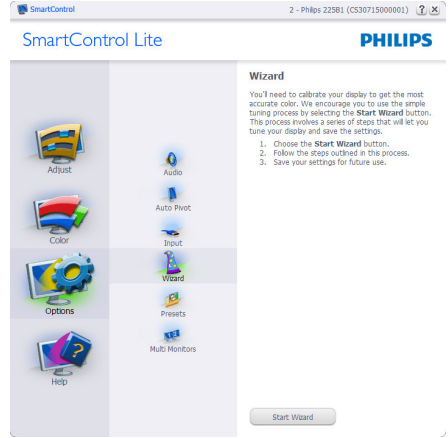 SmartControl
2 - Philips 225B1 (CS30715000001)
SmartControl Lite
PHILIPS
Adjust
Color
Options
Help
Audio
Auto Pivot
Input
Wizard
Presets
Multi Monitors
Wizard
You'll need to calibrate your display to get the most
accurate color. We encourage you to use the simple
tuning process by selecting the Start Wizard button.
This process involves a series of steps that will let you
tune your display and save the settings.
1. Choose the Start Wizard button.
2. Follow the steps outlined in this process.
3. Save your settings for future use.
Start Wizard